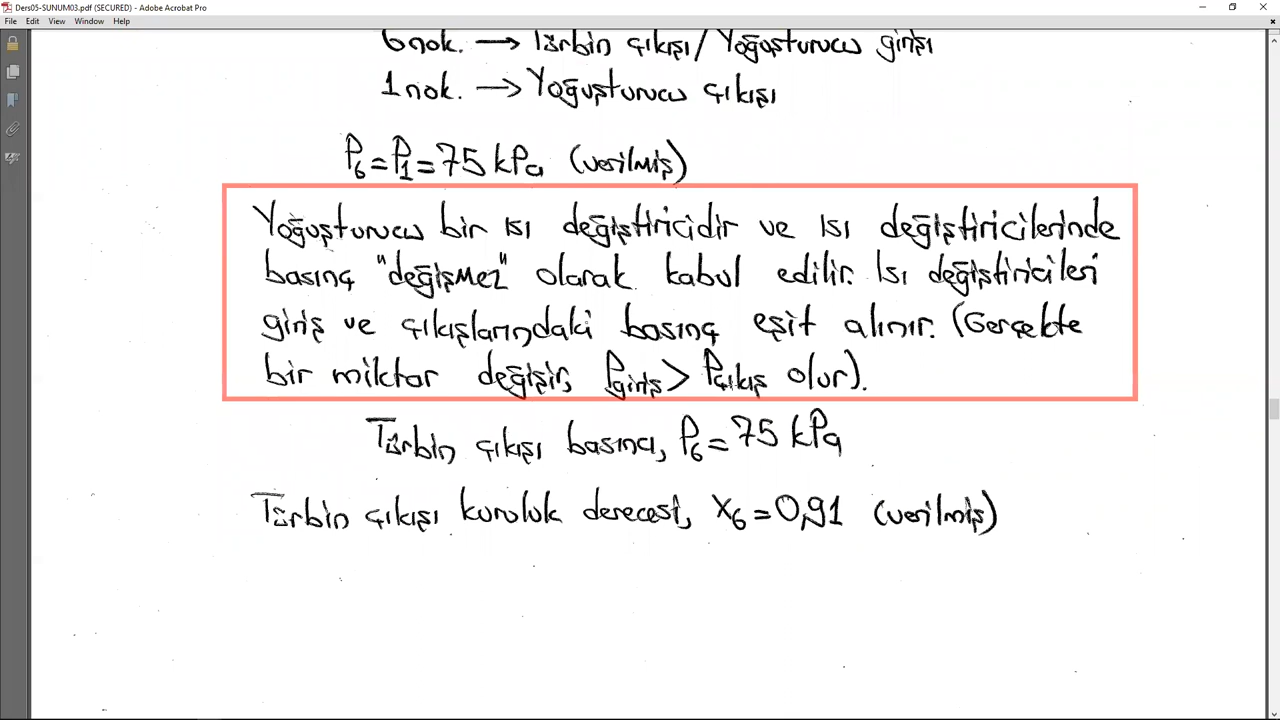 Ders05-SUNUM03.pdf (SECURED) - Adobe Acrobat Pro
File Edit View Window Help
6 nok. → Türbin çıkışı / Yoğuşturucu girişi
1 nok. → Yoğuşturucu çıkışı
P6 = P1 = 75 kPa (verilmiş)
Yoğuşturucu bir ısı değiştiricidir ve ısı değiştiricilerinde
basınç "değişmez" olarak kabul edilir. Isı değiştiricileri
giriş ve çıkışlarındaki basınç eşit alınır. (Gerçekte
bir miktar değişir, Pgiriş > Pçıkış olur).
Türbin çıkışı basıncı, P6 = 75 kPa
Türbin çıkışı kuruluk derecesi, x6 = 0,91 (verilmiş)